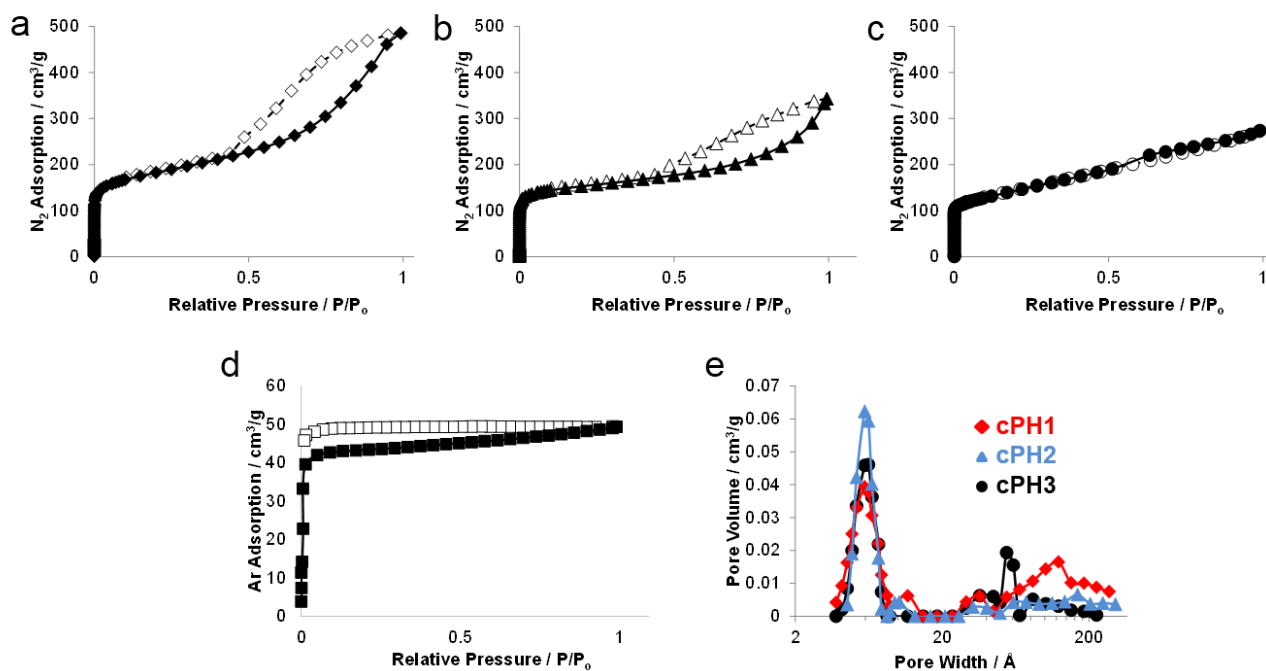 a
500
400
300
200
100
0
N₂ Adsorption / cm³/g
0
0.5
1
Relative Pressure / P/Pₒ
b
500
400
300
200
100
0
N₂ Adsorption / cm³/g
0
0.5
1
Relative Pressure / P/Pₒ
c
500
400
300
200
100
0
N₂ Adsorption / cm³/g
0
0.5
1
Relative Pressure / P/Pₒ
d
60
50
40
30
20
10
0
Ar Adsorption / cm³/g
0
0.5
1
Relative Pressure / P/Pₒ
e
0.07
0.06
0.05
0.04
0.03
0.02
0.01
0
Pore Volume / cm³/g
cPH1
cPH2
cPH3
2
20
200
Pore Width / Å